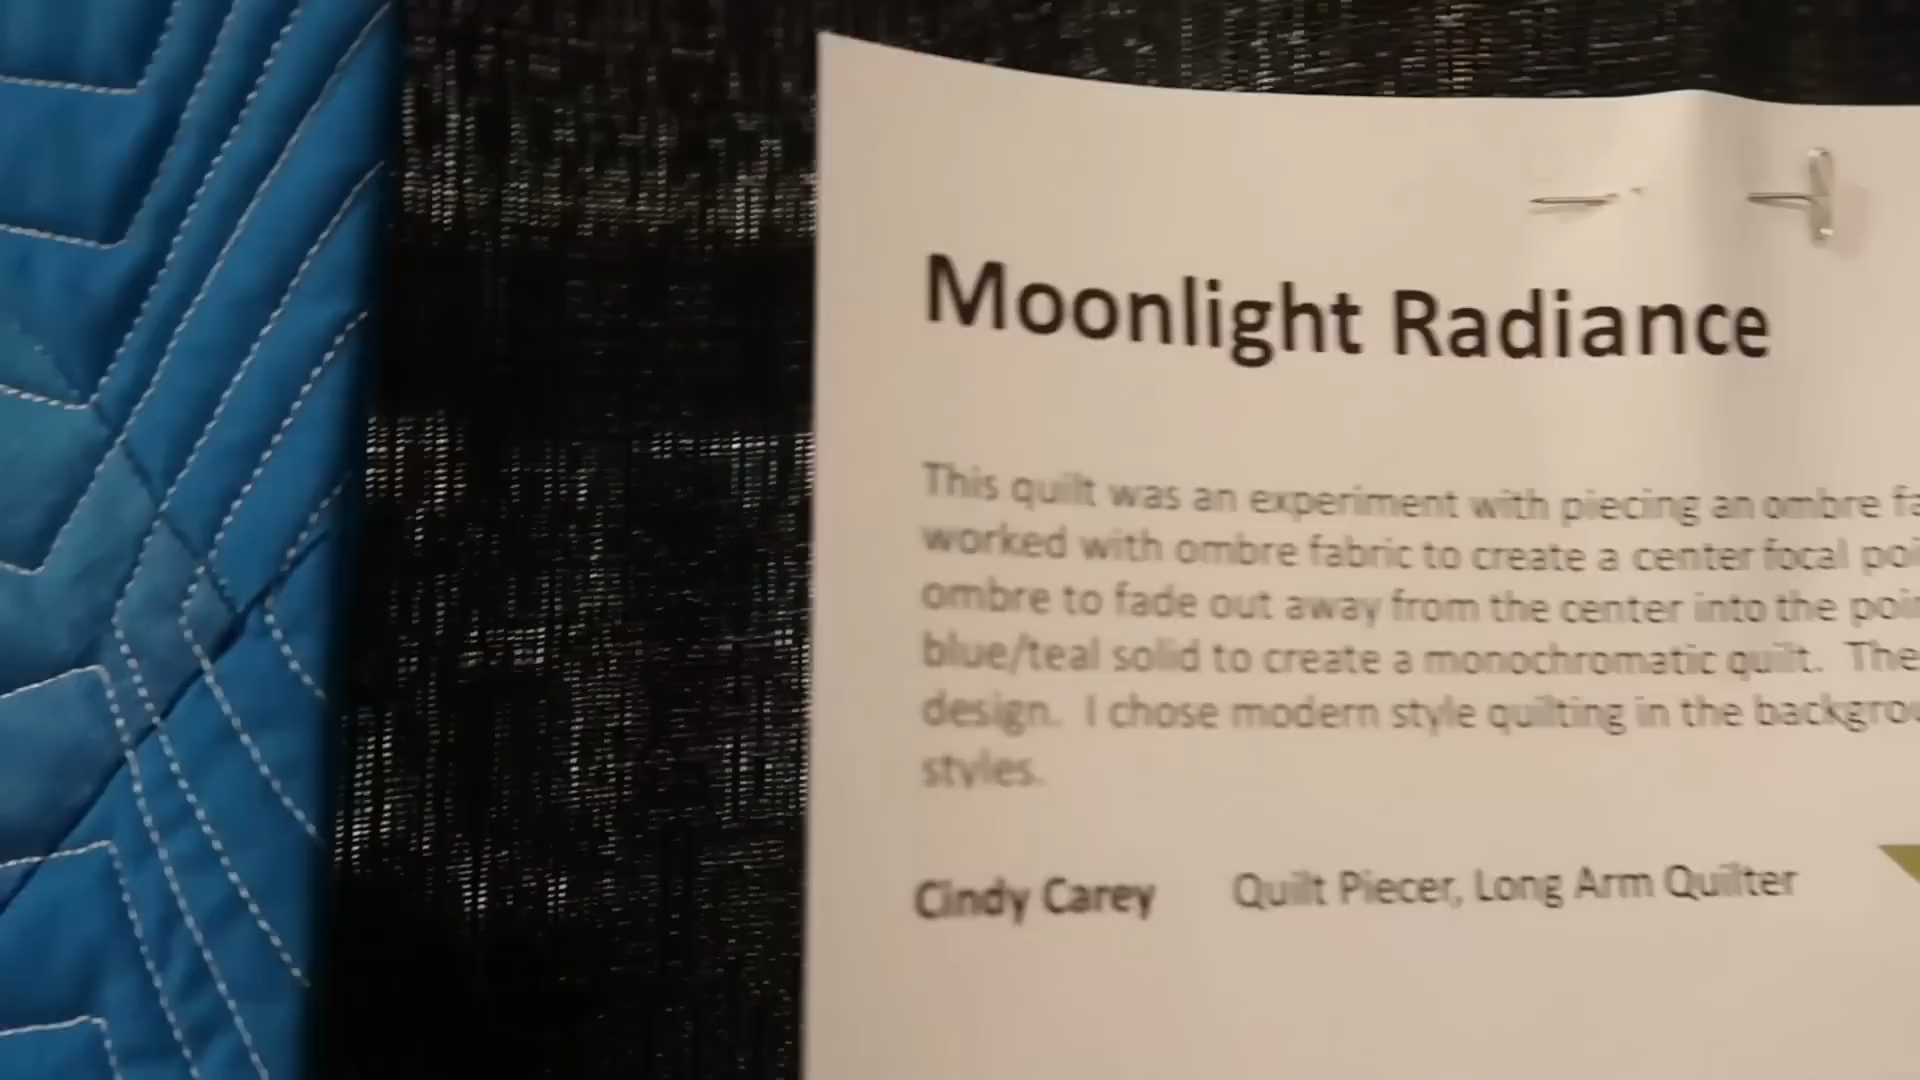 Moonlight Radiance
This quilt was an experiment with piecing an ombre
worked with ombre fabric to create a center focal
ombre to fade out away from the center into the
blue/teal solid to create a monochromatic quilt. The
design. I chose modern style quilting in the
styles.
Cindy Carey Quilt Piecer, Long Arm Quilter